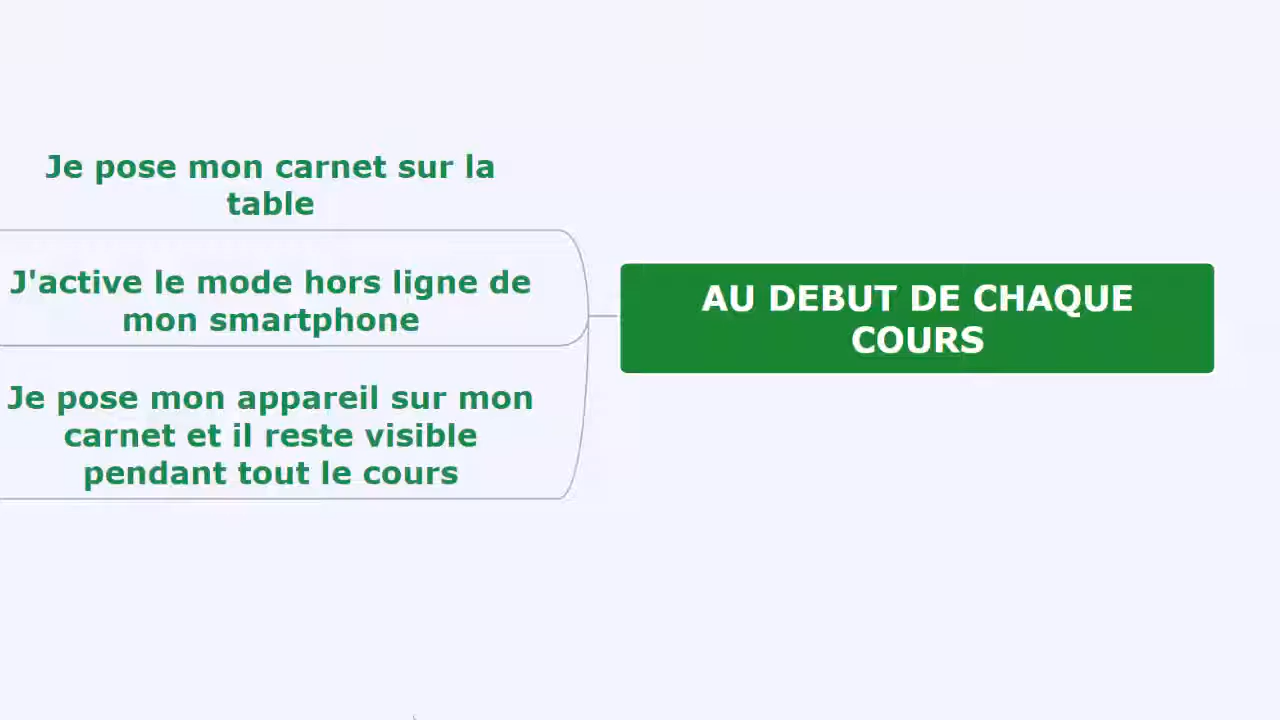 Je pose mon carnet sur la
table
J'active le mode hors ligne de
mon smartphone
Je pose mon appareil sur mon
carnet et il reste visible
pendant tout le cours
AU DEBUT DE CHAQUE
COURS